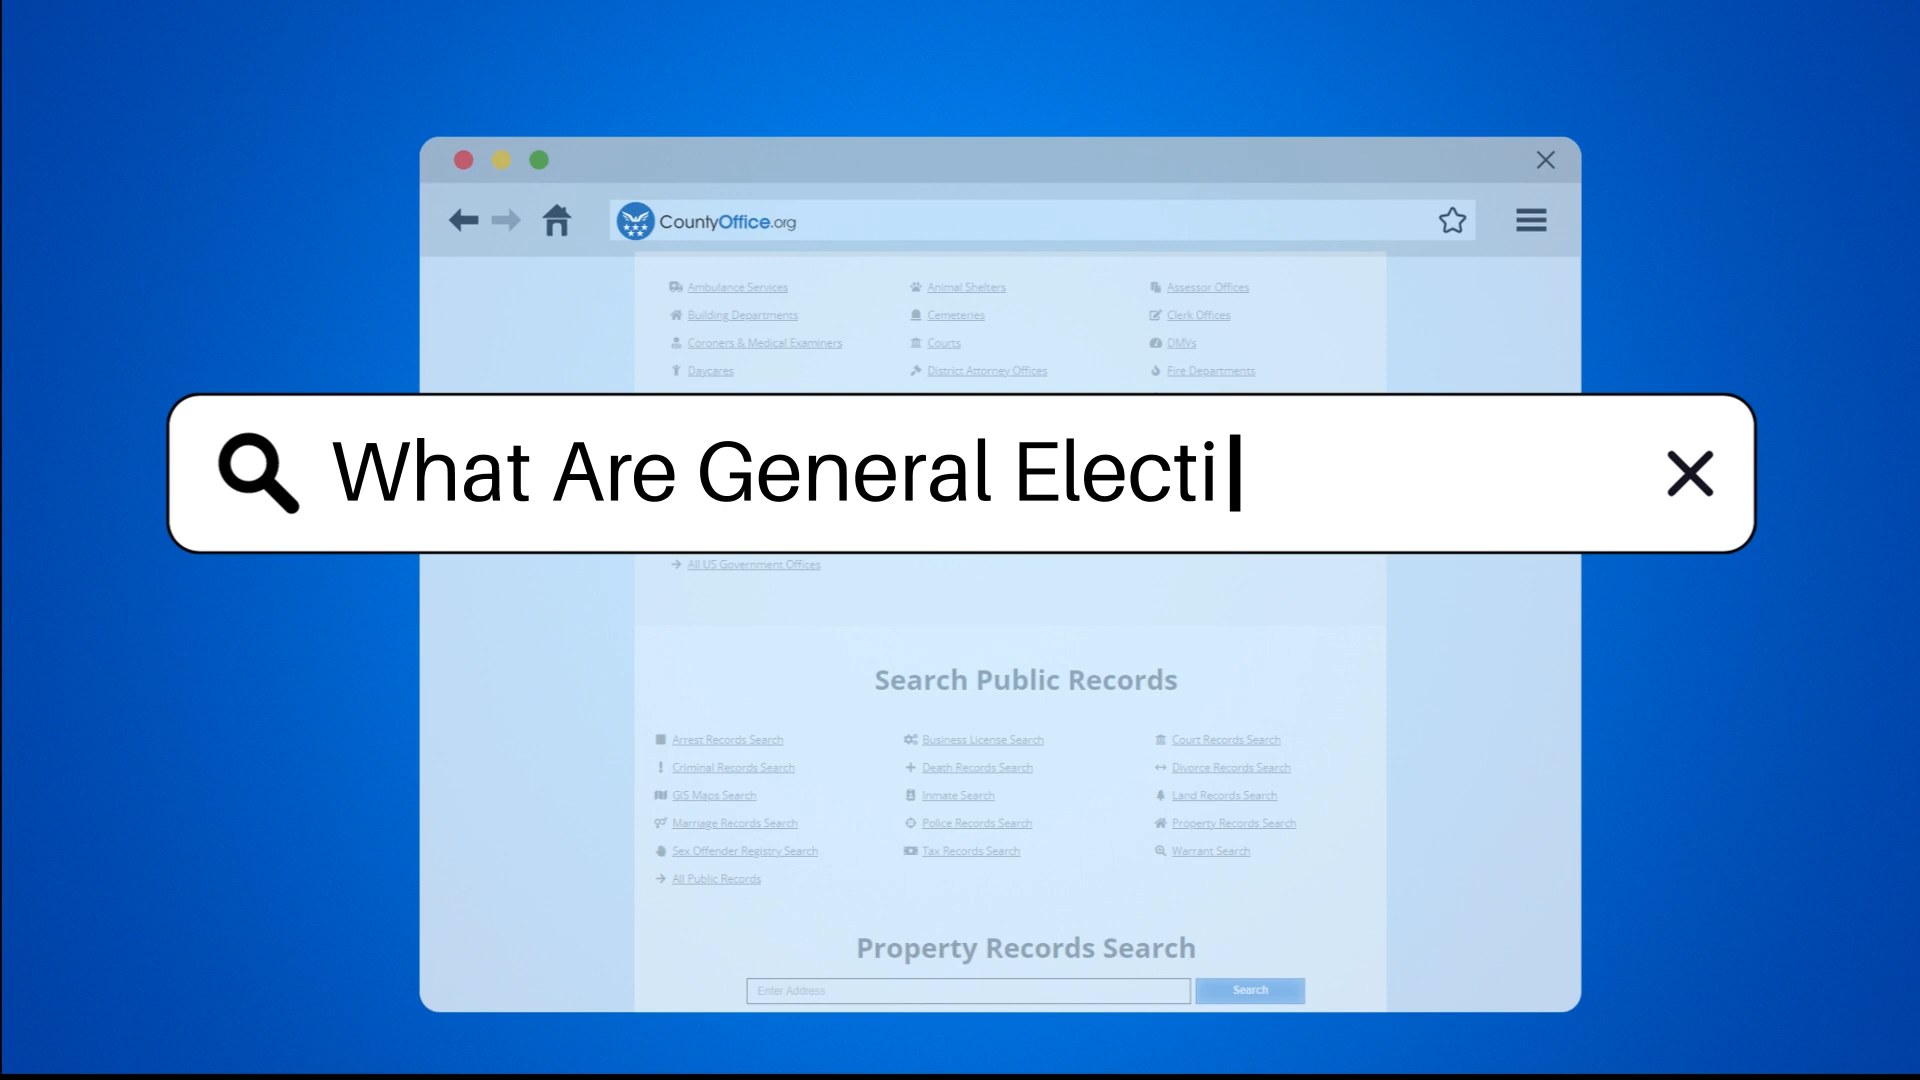 CountyOffice.org
Ambulance Services Animal Shelters Assessor Offices
Building Departments Cemeteries Clerk Offices
Coroners & Medical Examiners Courts DMVs
Daycares District Attorney Offices Fire Departments
What Are General Electi
All US Government Offices
Search Public Records
Arrest Records Search Business License Search Court Records Search
Criminal Records Search Death Records Search Divorce Records Search
GIS Maps Search Inmate Search Land Records Search
Marriage Records Search Police Records Search Property Records Search
Sex Offender Registry Search Tax Records Search Warrant Search
All Public Records
Property Records Search
Enter Address Search